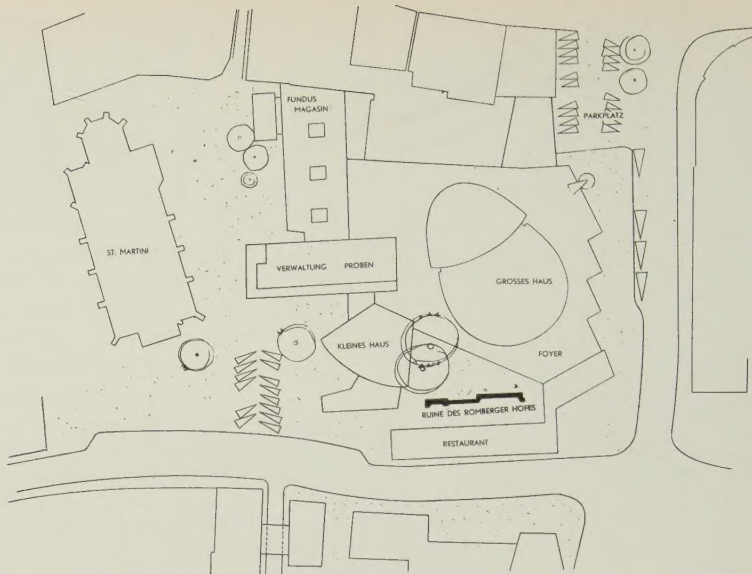 FUNDUS
MAGASIN
PARKPLATZ
ST. MARTINI
VERWALTUNG PROBEN
GROSSES HAUS
KLEINES HAUS
FOYER
RUINE DES ROMBERGER HOFES
RESTAURANT